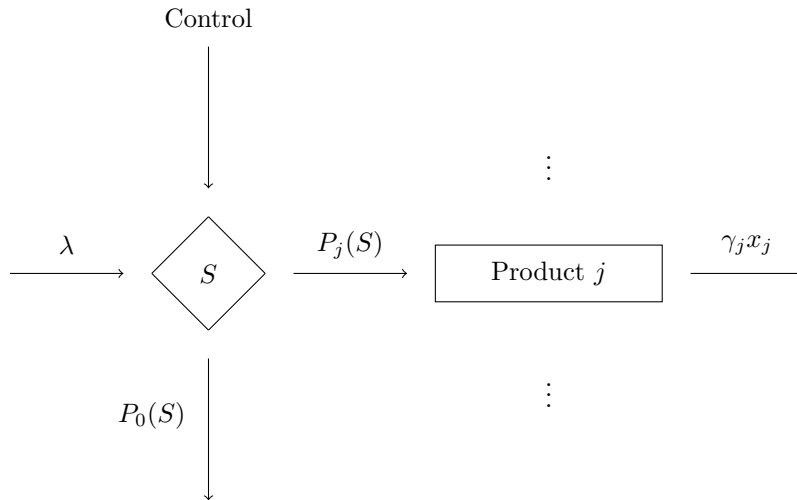 Control
⋮
λ
S
P_j(S)
Product j
γ_j x_j
⋮
P_0(S)